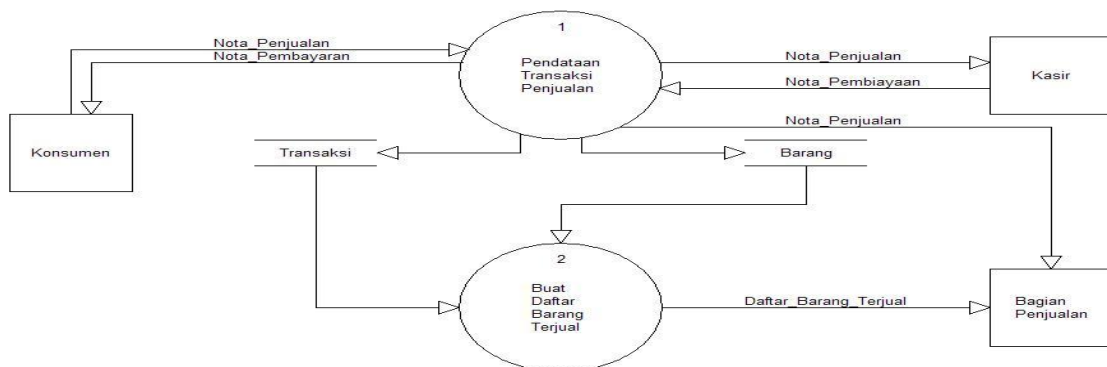 1
Nota_Penjualan
Nota_Pembayaran
Pendataan
Transaksi
Penjualan
Nota_Penjualan
Nota_Pembiayaan
Kasir
Nota_Penjualan
Konsumen
Transaksi
Barang
2
Buat
Daftar
Barang
Terjual
Daftar_Barang_Terjual
Bagian
Penjualan